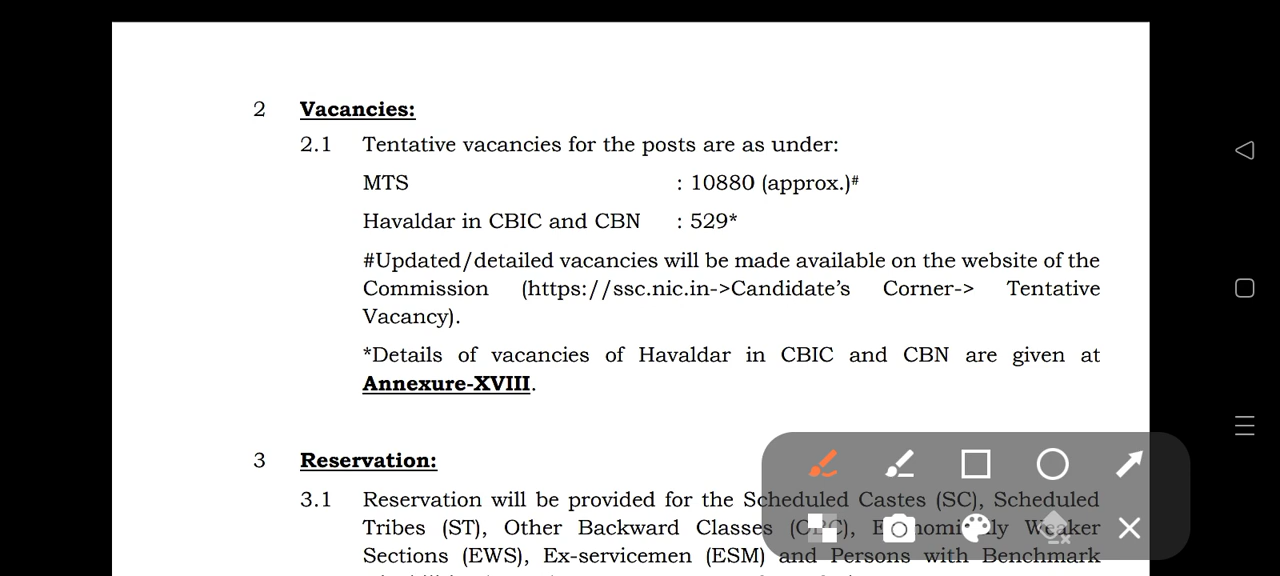 2 Vacancies:
2.1 Tentative vacancies for the posts are as under:
MTS : 10880 (approx.)#
Havaldar in CBIC and CBN : 529*
#Updated/detailed vacancies will be made available on the website of the
Commission (https://ssc.nic.in->Candidate’s Corner-> Tentative
Vacancy).
*Details of vacancies of Havaldar in CBIC and CBN are given at
Annexure-XVIII.
3 Reservation:
3.1 Reservation will be provided for the Scheduled Castes (SC), Scheduled
Tribes (ST), Other Backward Classes (OBC), Economically Weaker
Sections (EWS), Ex-servicemen (ESM) and Persons with Benchmark